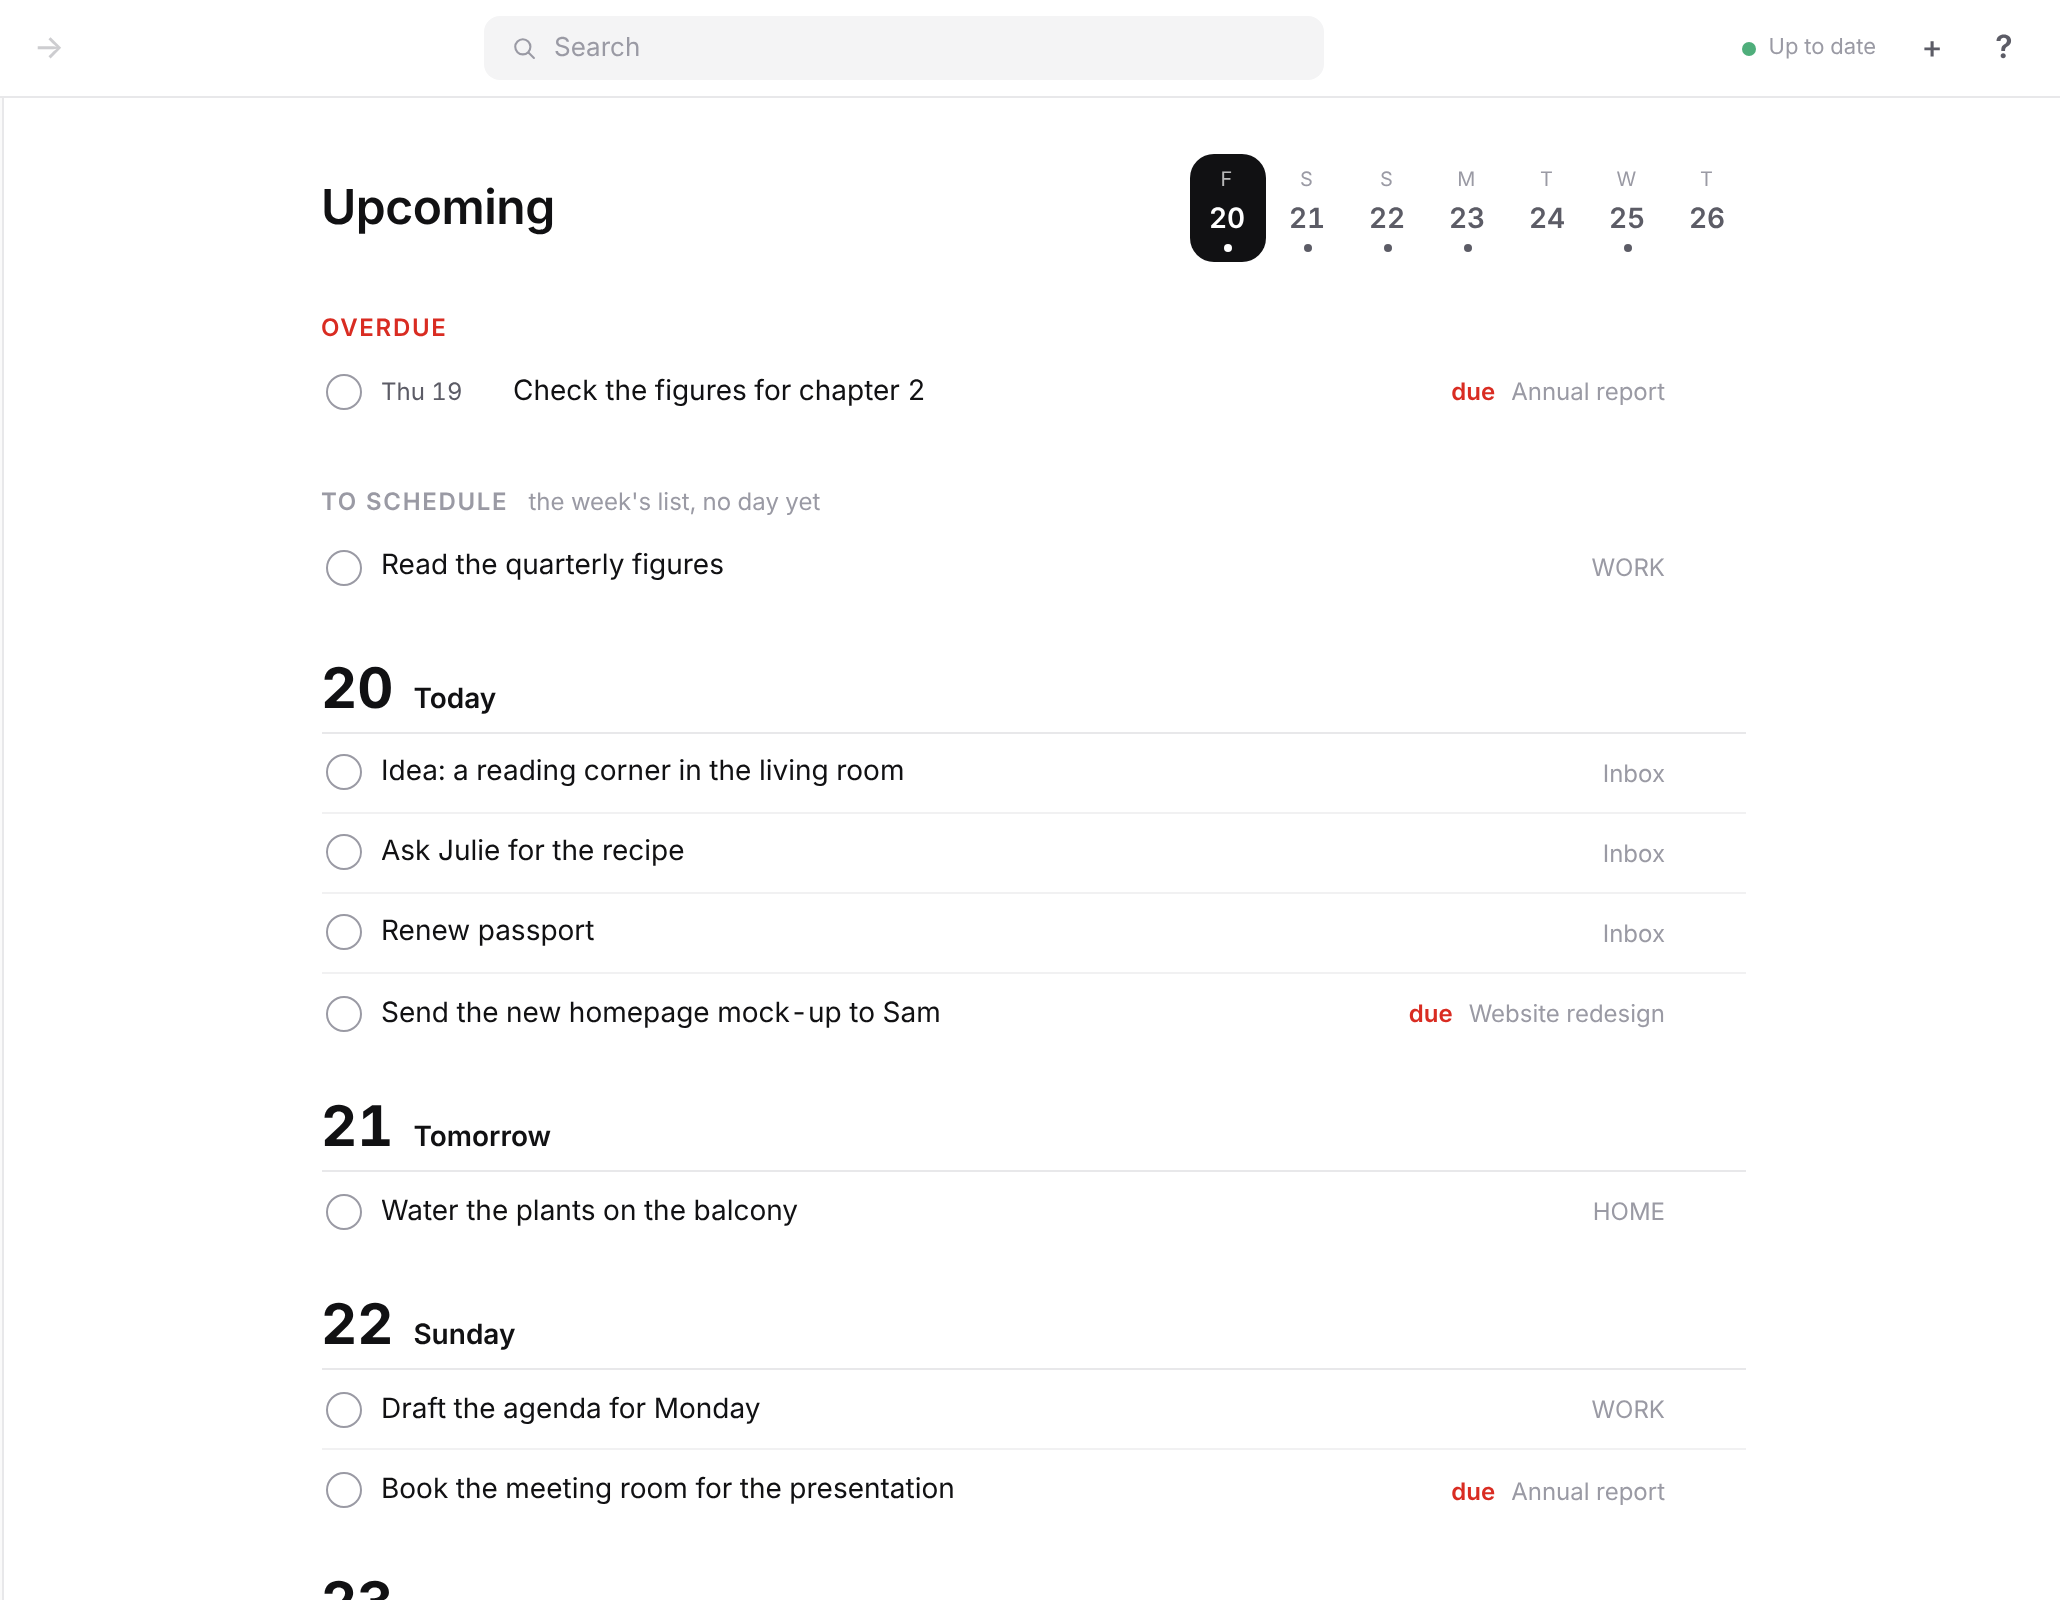 Search
Up to date + ?
Upcoming
F S S M T W T
20 21 22 23 24 25 26
OVERDUE
Thu 19 Check the figures for chapter 2 due Annual report
TO SCHEDULE the week's list, no day yet
Read the quarterly figures WORK
20 Today
Idea: a reading corner in the living room Inbox
Ask Julie for the recipe Inbox
Renew passport Inbox
Send the new homepage mock-up to Sam due Website redesign
21 Tomorrow
Water the plants on the balcony HOME
22 Sunday
Draft the agenda for Monday WORK
Book the meeting room for the presentation due Annual report
23